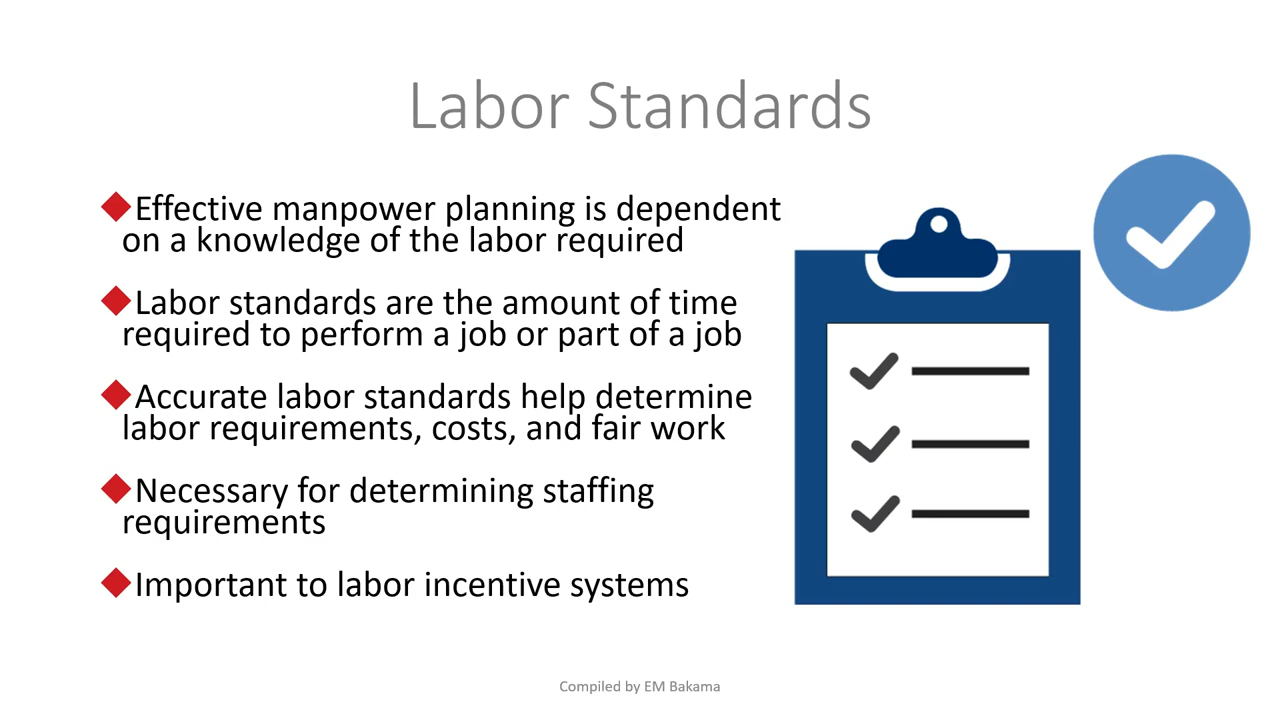 Labor Standards
Effective manpower planning is dependent
on a knowledge of the labor required
Labor standards are the amount of time
required to perform a job or part of a job
Accurate labor standards help determine
labor requirements, costs, and fair work
Necessary for determining staffing
requirements
Important to labor incentive systems
Compiled by EM Bakama